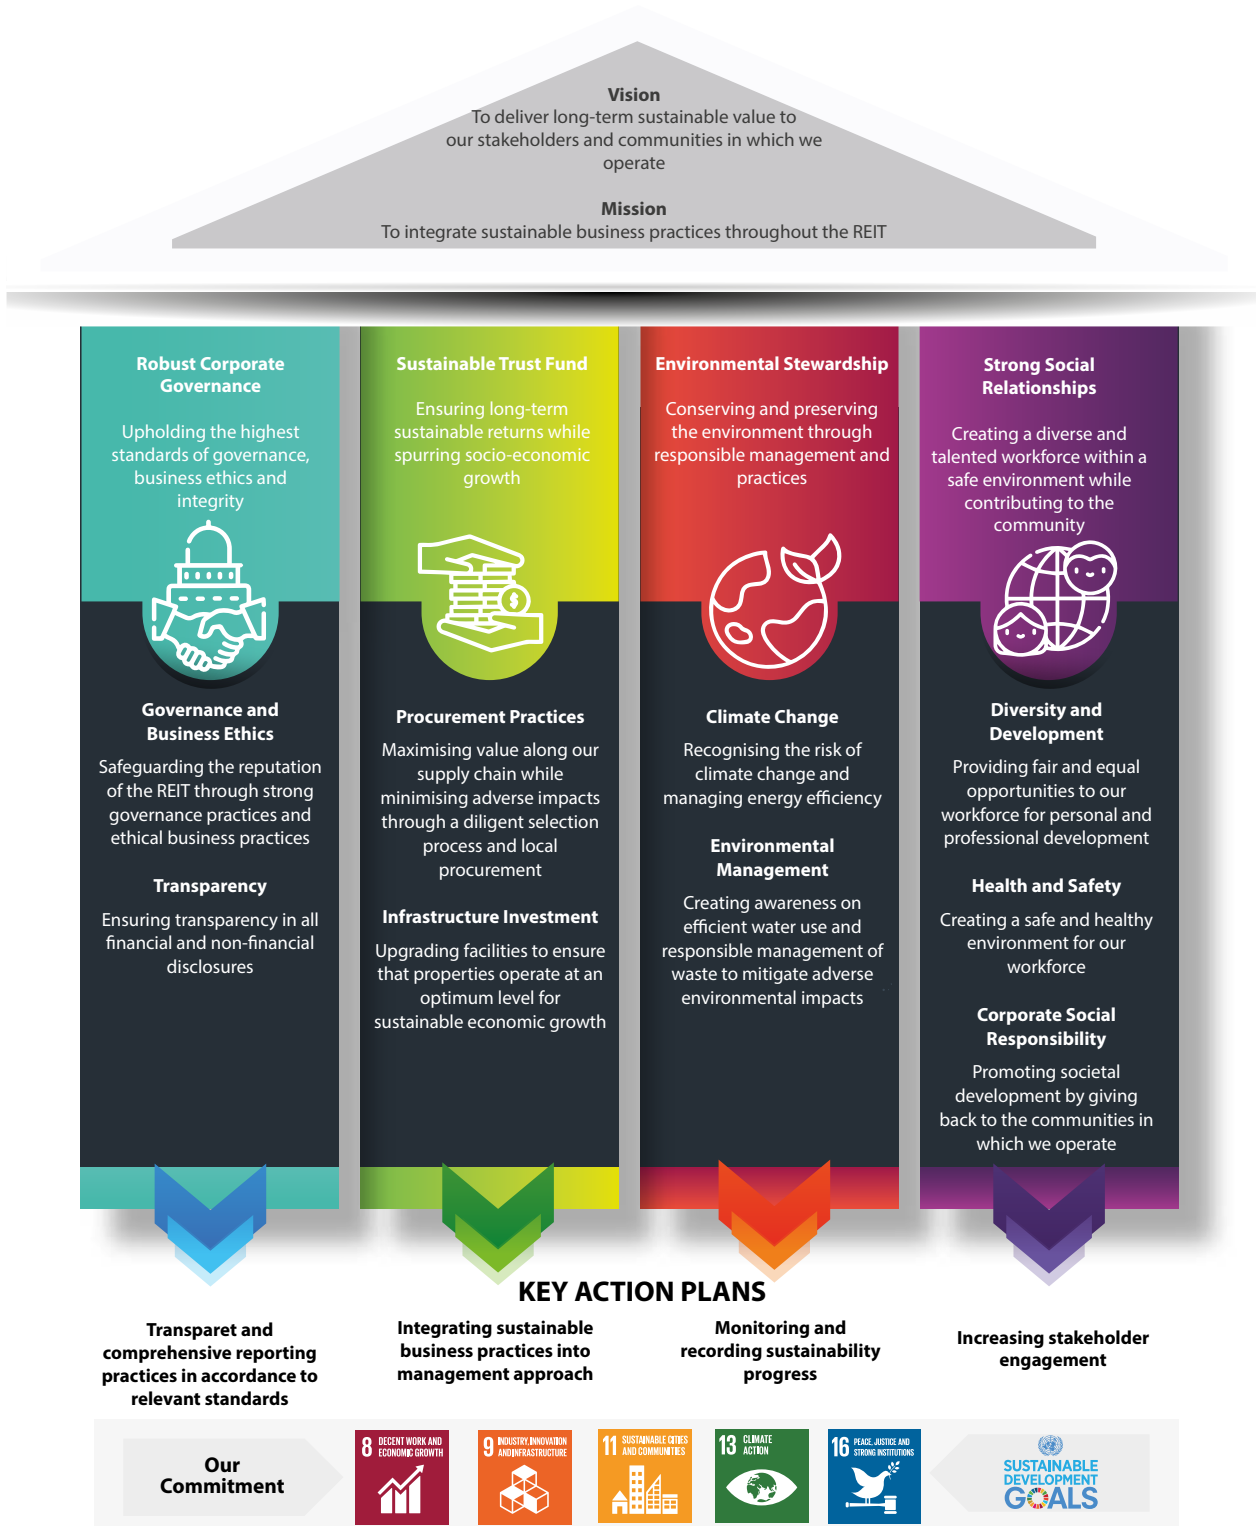 Vision
To deliver long-term sustainable value to
our stakeholders and communities in which we
operate
Mission
To integrate sustainable business practices throughout the REIT
Robust Corporate
Governance
Upholding the highest
standards of governance,
business ethics and
integrity
Governance and
Business Ethics
Safeguarding the reputation
of the REIT through strong
governance practices and
ethical business practices
Transparency
Ensuring transparency in all
financial and non-financial
disclosures
Sustainable Trust Fund
Ensuring long-term
sustainable returns while
spurring socio-economic
growth
$
Procurement Practices
Maximising value along our
supply chain while
minimising adverse impacts
through a diligent selection
process and local
procurement
Infrastructure Investment
Upgrading facilities to ensure
that properties operate at an
optimum level for
sustainable economic growth
Environmental Stewardship
Conserving and preserving
the environment through
responsible management and
practices
Climate Change
Recognising the risk of
climate change and
managing energy efficiency
Environmental
Management
Creating awareness on
efficient water use and
responsible management of
waste to mitigate adverse
environmental impacts
Strong Social
Relationships
Creating a diverse and
talented workforce within a
safe environment while
contributing to the
community
Diversity and
Development
Providing fair and equal
opportunities to our
workforce for personal and
professional development
Health and Safety
Creating a safe and healthy
environment for our
workforce
Corporate Social
Responsibility
Promoting societal
development by giving
back to the communities in
which we operate
KEY ACTION PLANS
Transparet and
comprehensive reporting
practices in accordance to
relevant standards
Integrating sustainable
business practices into
management approach
Monitoring and
recording sustainability
progress
Increasing stakeholder
engagement
Our
Commitment
8 DECENT WORK AND
ECONOMIC GROWTH
9 INDUSTRY, INNOVATION
AND INFRASTRUCTURE
11 SUSTAINABLE CITIES
AND COMMUNITIES
13 CLIMATE
ACTION
16 PEACE, JUSTICE AND
STRONG INSTITUTIONS
SUSTAINABLE
DEVELOPMENT
GOALS